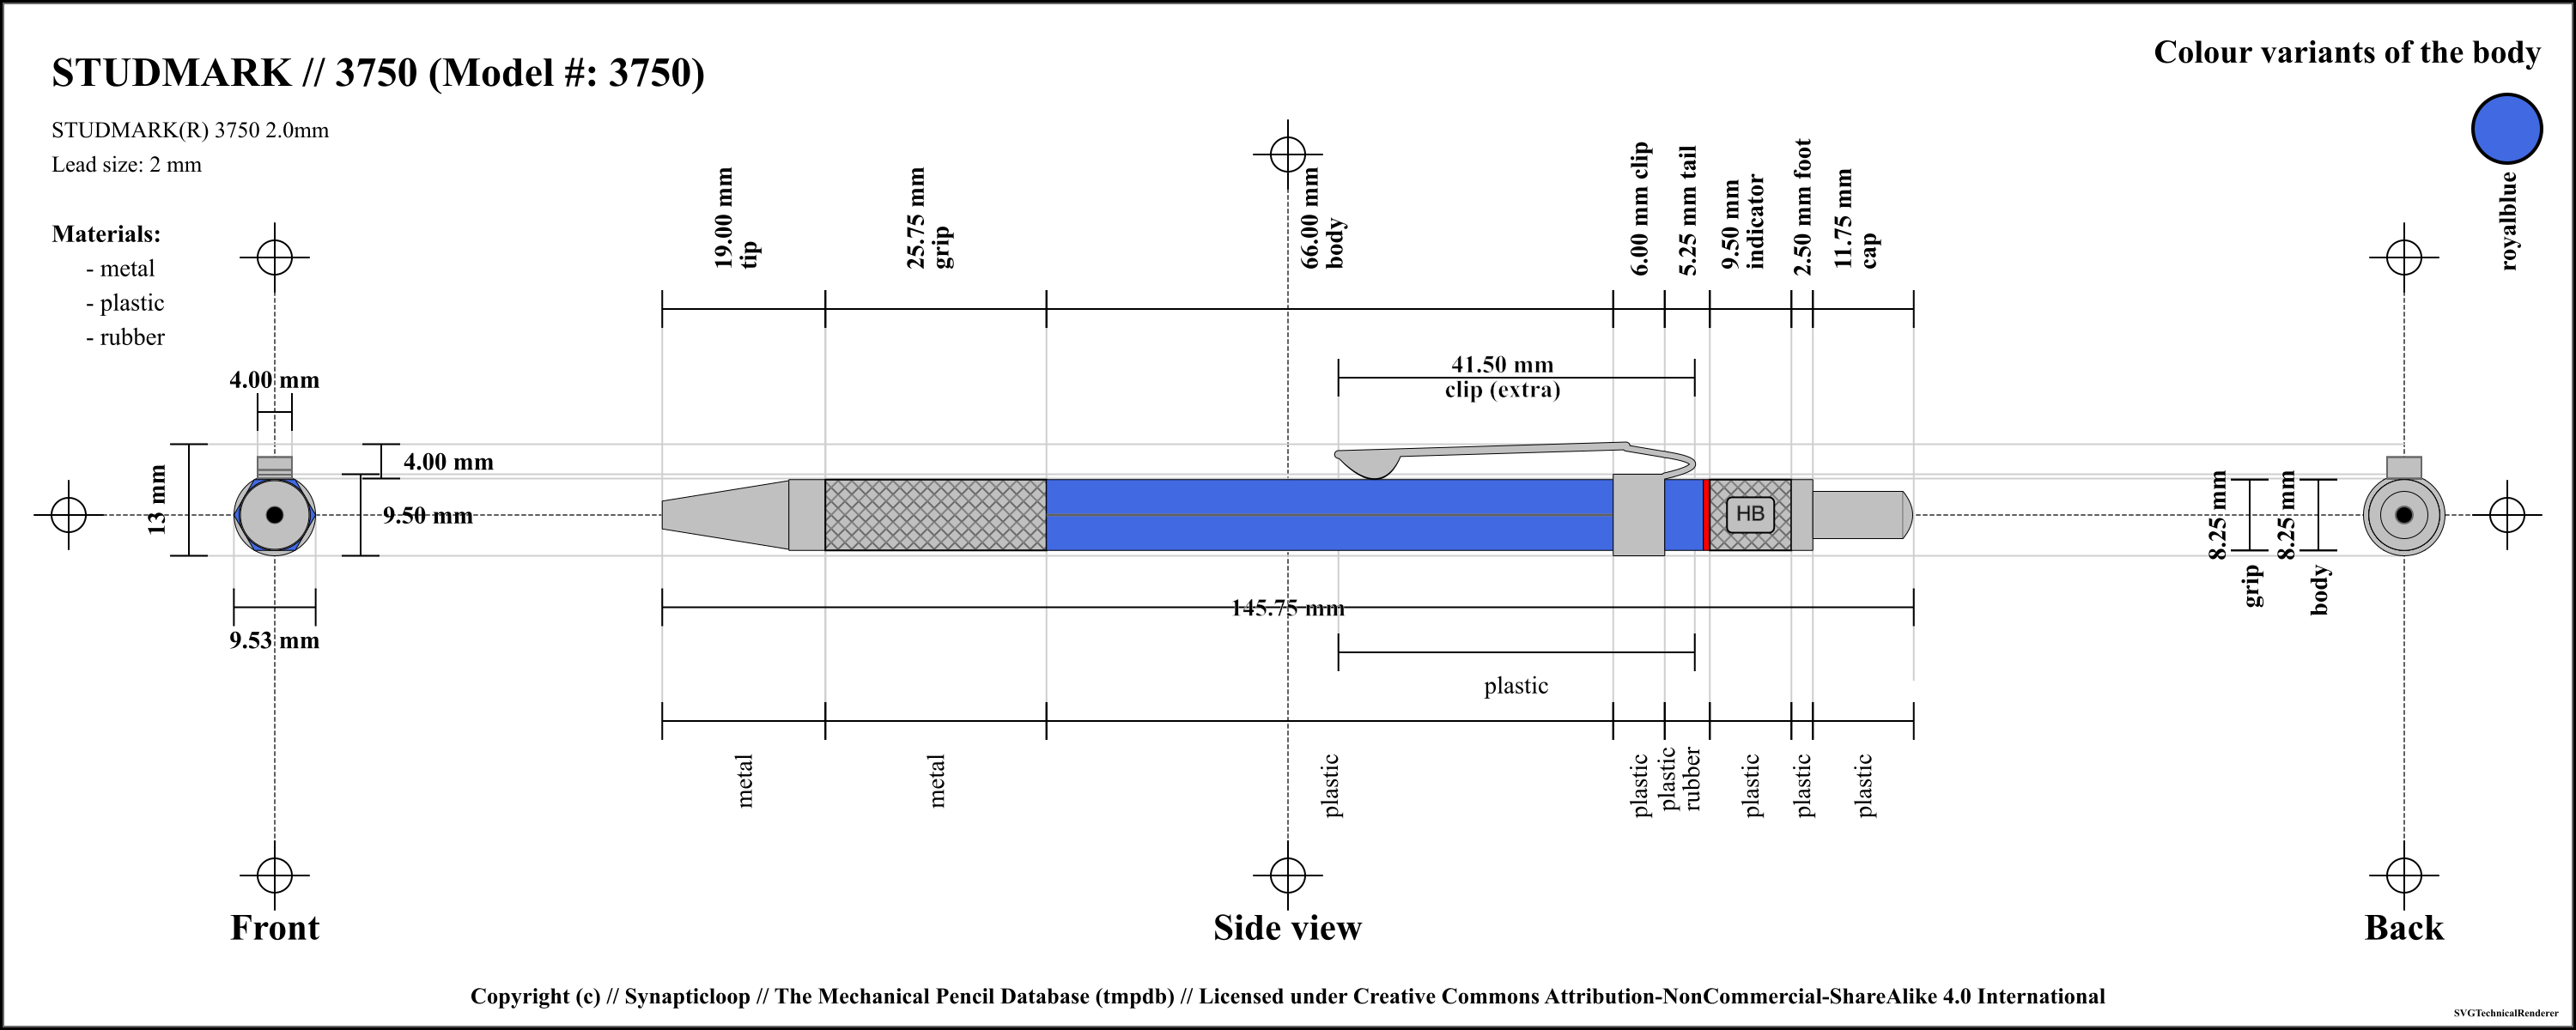 STUDMARK // 3750 (Model #: 3750)
Colour variants of the body
STUDMARK(R) 3750 2.0mm
Lead size: 2 mm
royalblue
Materials:
- metal
- plastic
- rubber
19.00 mm
tip
25.75 mm
grip
66.00 mm
body
6.00 mm clip
5.25 mm tail
9.50 mm
indicator
2.50 mm foot
11.75 mm
cap
41.50 mm
clip (extra)
4.00 mm
4.00 mm
13 mm
9.50 mm
9.53 mm
HB
8.25 mm
grip
8.25 mm
body
145.75 mm
plastic
metal
metal
plastic
plastic
plastic
rubber
plastic
plastic
plastic
Front
Side view
Back
Copyright (c) // Synapticloop // The Mechanical Pencil Database (tmpdb) // Licensed under Creative Commons Attribution-NonCommercial-ShareAlike 4.0 International
SVGTechnicalRenderer